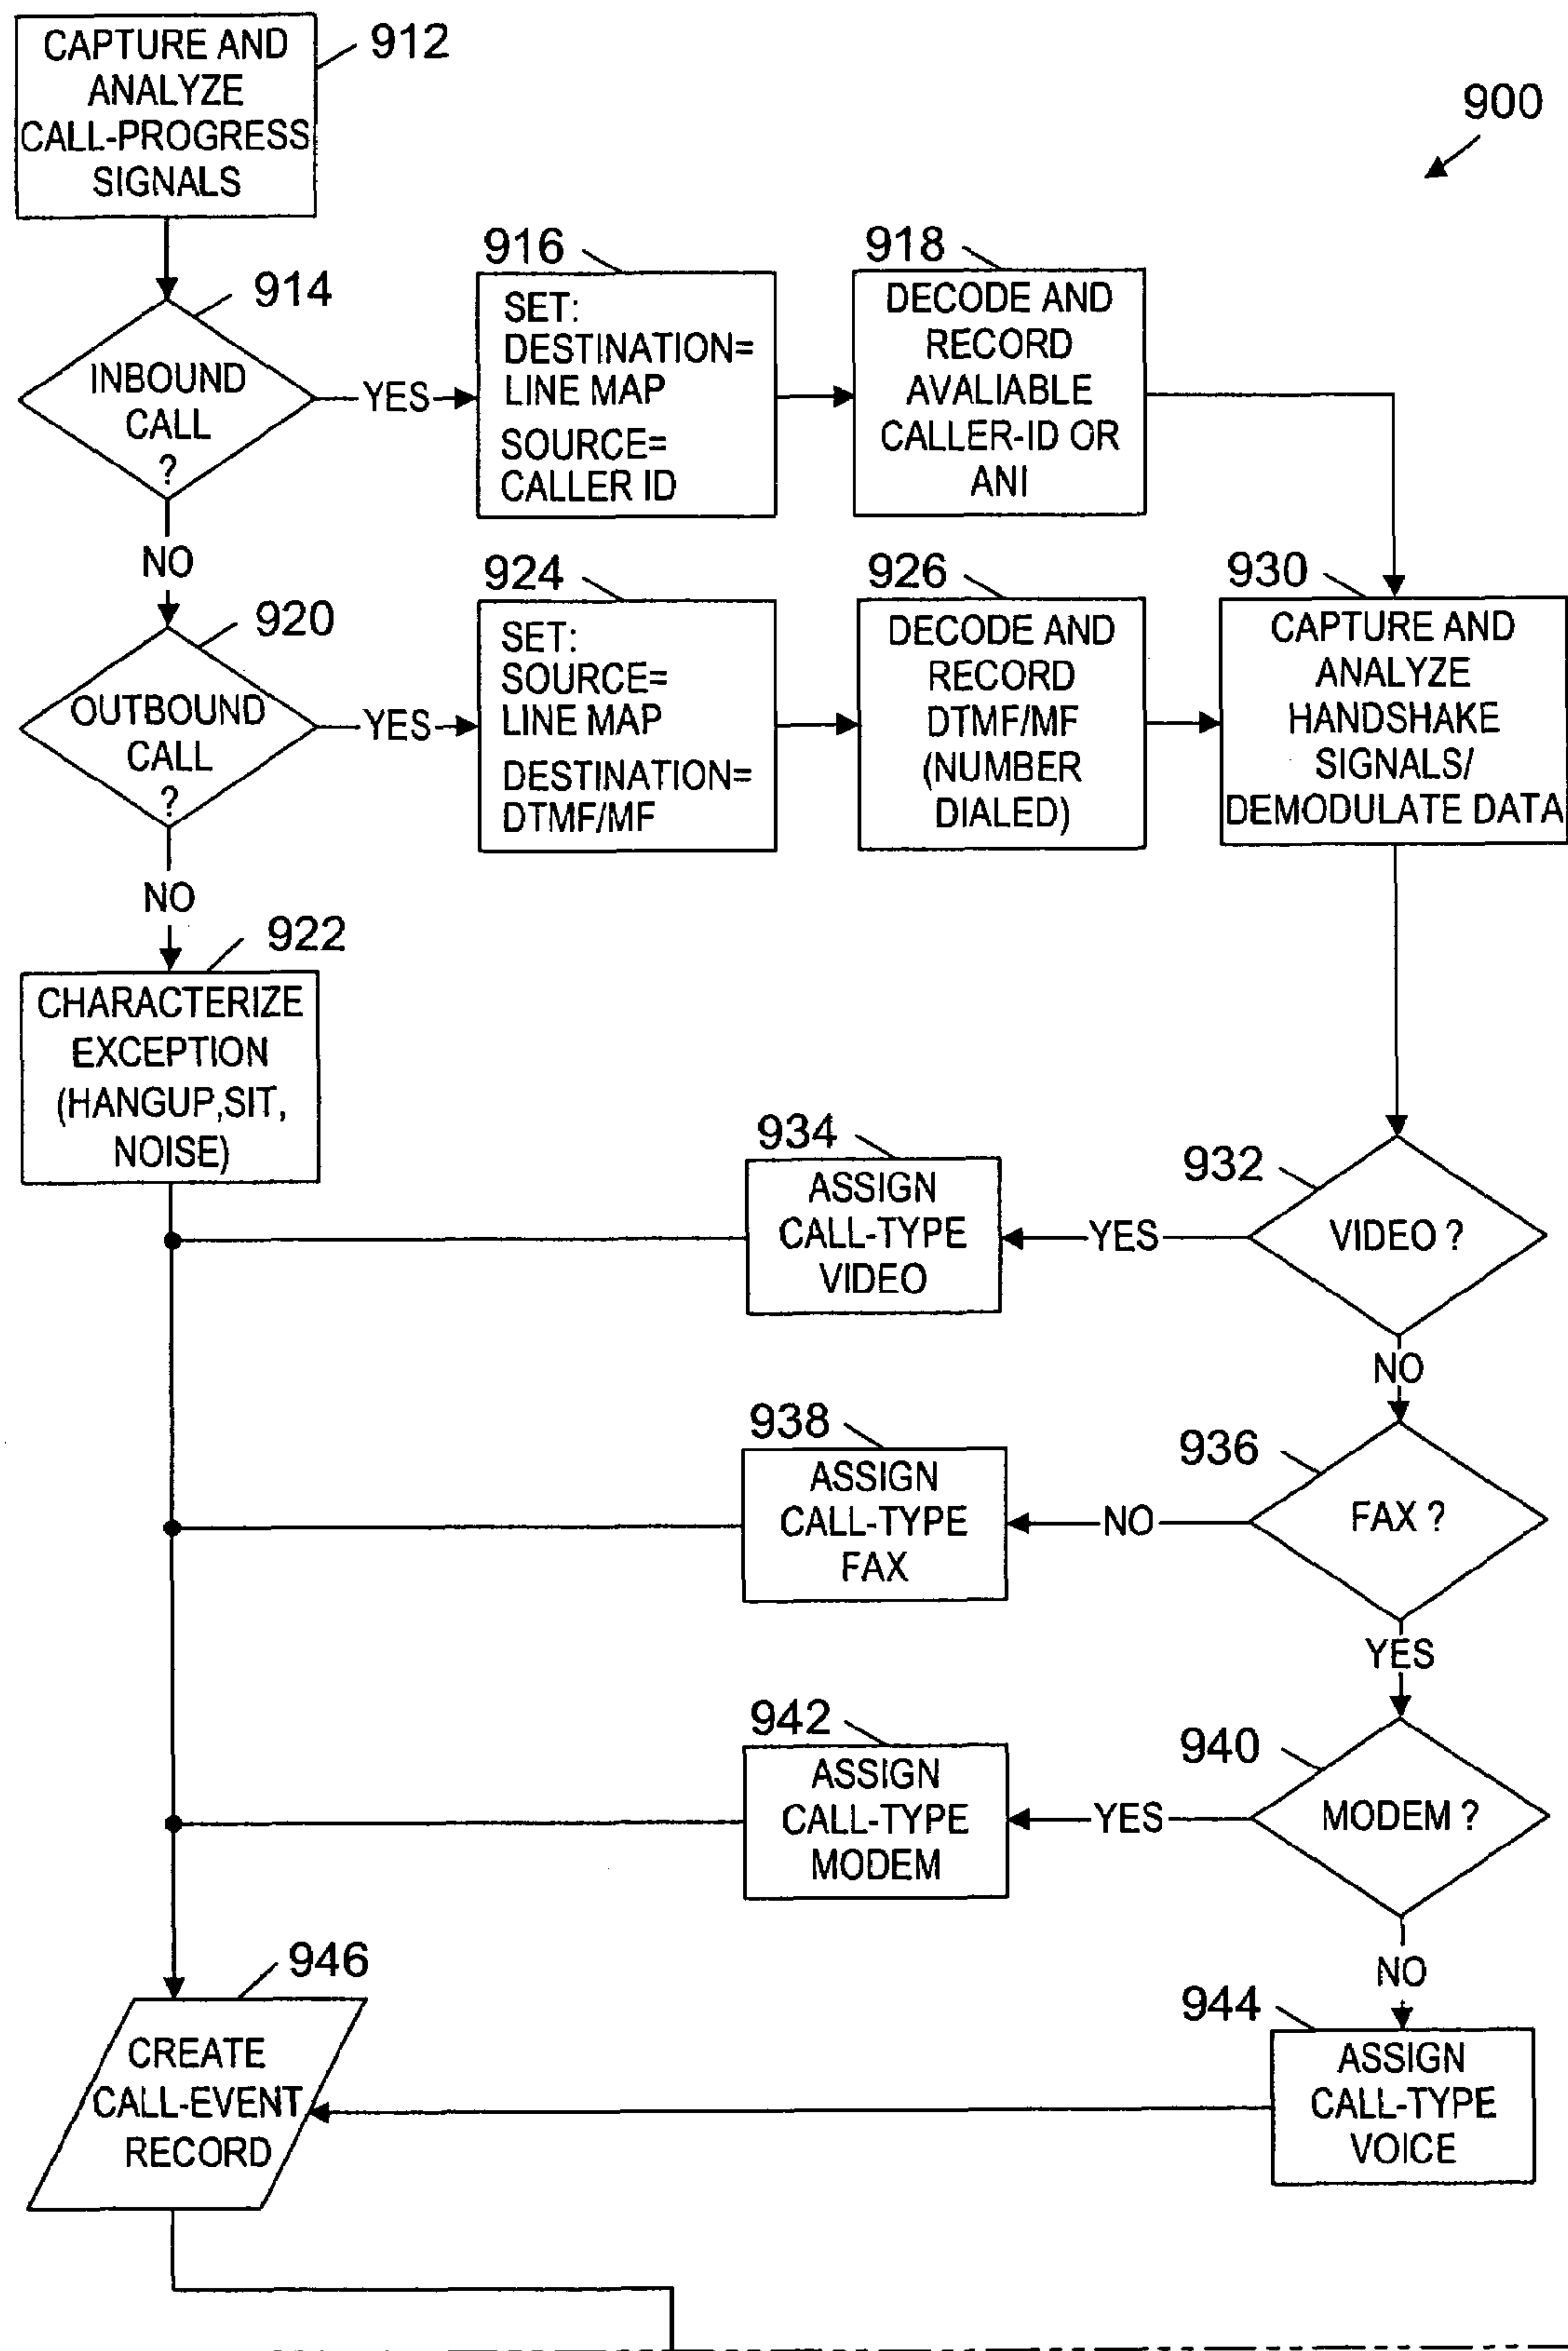 CAPTURE AND
ANALYZE
CALL-PROGRESS
SIGNALS
912
900
914
INBOUND
CALL
?
YES
916
SET:
DESTINATION=
LINE MAP
SOURCE=
CALLER ID
918
DECODE AND
RECORD
AVALIABLE
CALLER-ID OR
ANI
NO
920
OUTBOUND
CALL
?
YES
924
SET:
SOURCE=
LINE MAP
DESTINATION=
DTMF/MF
926
DECODE AND
RECORD
DTMF/MF
(NUMBER
DIALED)
930
CAPTURE AND
ANALYZE
HANDSHAKE
SIGNALS/
DEMODULATE DATA
NO
922
CHARACTERIZE
EXCEPTION
(HANGUP,SIT,
NOISE)
934
ASSIGN
CALL-TYPE
VIDEO
YES
932
VIDEO ?
NO
938
ASSIGN
CALL-TYPE
FAX
NO
936
FAX ?
YES
942
ASSIGN
CALL-TYPE
MODEM
YES
940
MODEM ?
NO
946
CREATE
CALL-EVENT
RECORD
944
ASSIGN
CALL-TYPE
VOICE